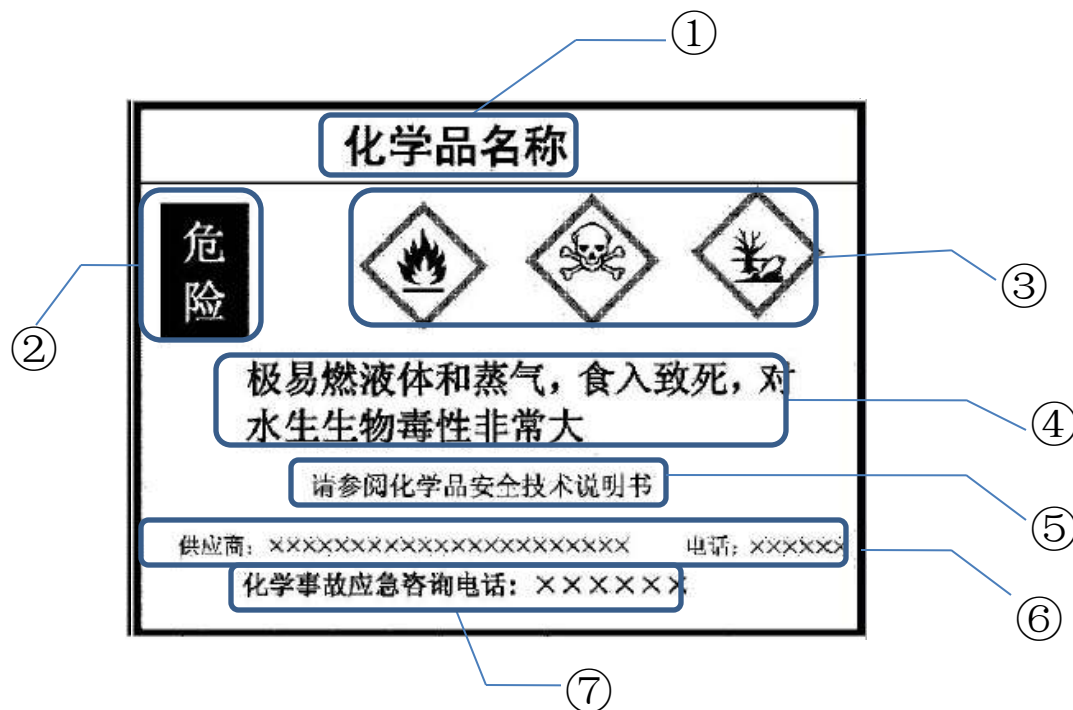 ①
化学品名称
危
险
②
③
极易燃液体和蒸气，食入致死，对
水生生物毒性非常大
④
请参阅化学品安全技术说明书
⑤
供应商：×××××××××××××××××××××× 电话：××××××
⑥
化学事故应急咨询电话：××××××
⑦